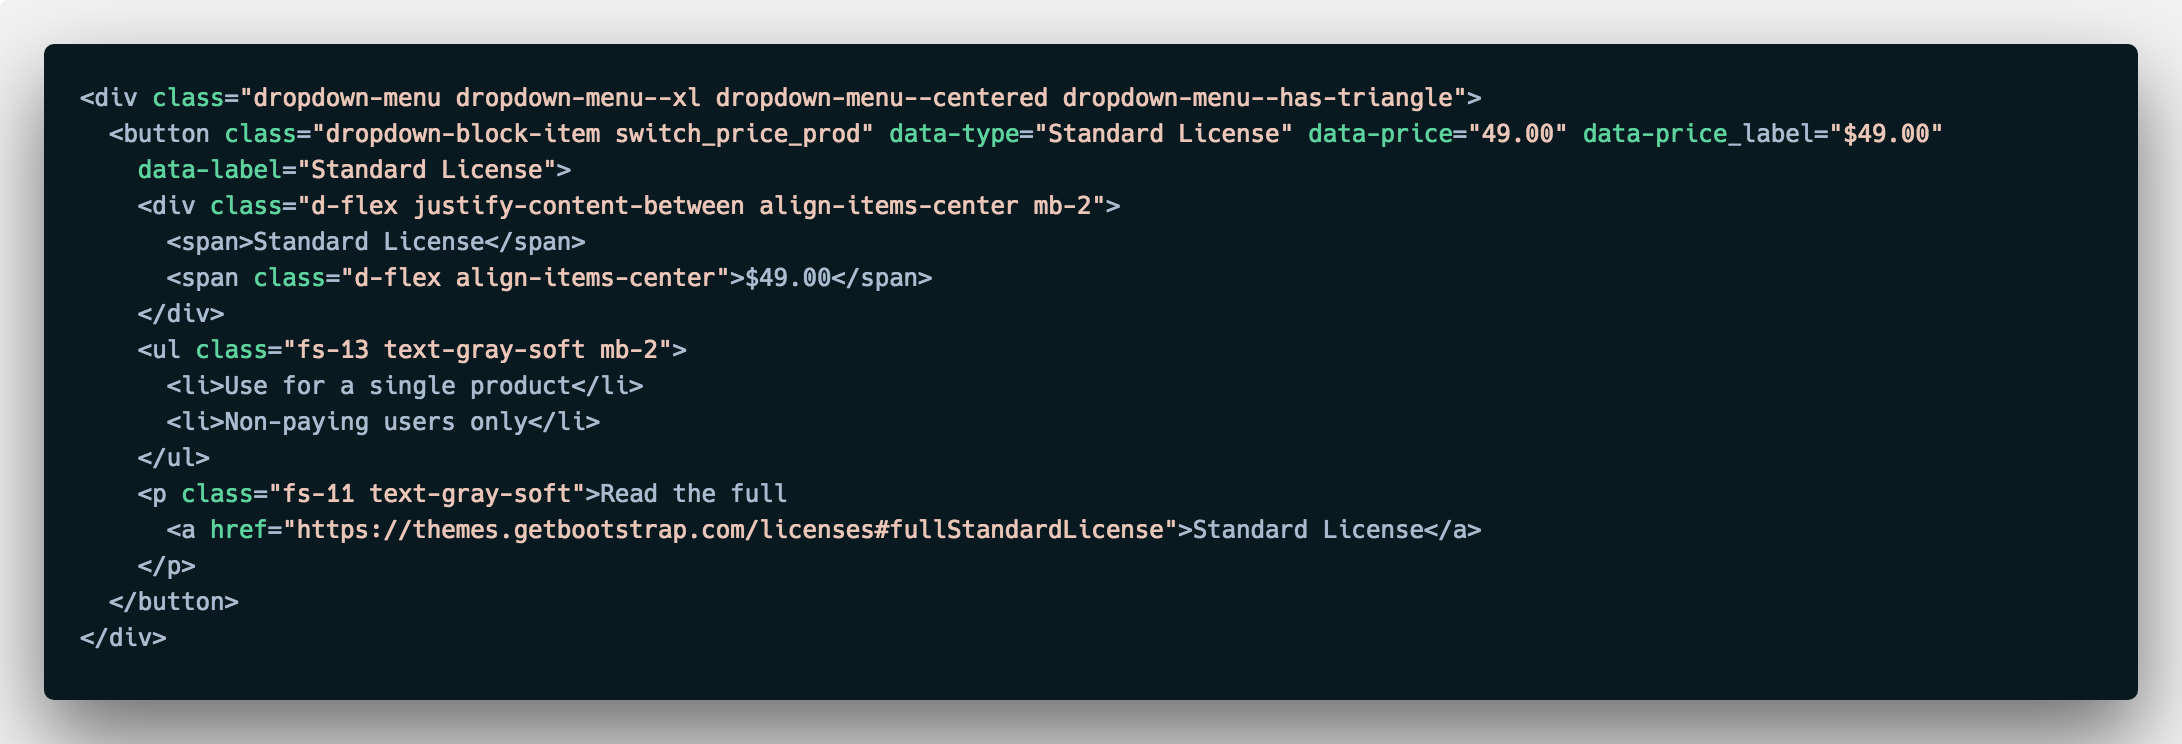 <div class="dropdown-menu dropdown-menu--xl dropdown-menu--centered dropdown-menu--has-triangle">
  <button class="dropdown-block-item switch_price_prod" data-type="Standard License" data-price="49.00" data-price_label="$49.00"
    data-label="Standard License">
    <div class="d-flex justify-content-between align-items-center mb-2">
      <span>Standard License</span>
      <span class="d-flex align-items-center">$49.00</span>
    </div>
    <ul class="fs-13 text-gray-soft mb-2">
      <li>Use for a single product</li>
      <li>Non-paying users only</li>
    </ul>
    <p class="fs-11 text-gray-soft">Read the full
      <a href="https://themes.getbootstrap.com/licenses#fullStandardLicense">Standard License</a>
    </p>
  </button>
</div>